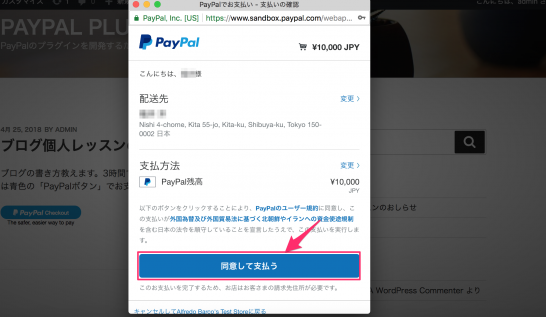 カスタマイズ
PayPalでお支払い - 支払いの確認
PayPal, Inc. [US]
https://www.sandbox.paypal.com/webap...
PAYPAL PLU
PayPalのプラグインを開発する
PayPal
¥10,000 JPY
こんにちは、
様
配送先
変更 >
Nishi 4-chome, Kita 55-jo, Kita-ku, Shibuya-ku, Tokyo 150-
0002 日本
4月 25, 2018 BY ADMIN
ブログ個人レッスンの
ブログの書き方教えます。3時間
は青色の「PayPalボタン」でお
PayPal Checkout
The safer, easier way to pay
支払方法
変更 >
PayPal残高
¥10,000
JPY
以下のボタンをクリックすることにより、PayPalのユーザー規約に同意し、こ
の支払いが外国為替及び外国貿易法に基づく北朝鮮やイランへの資金使途規制
を含む日本の法令を順守していることを宣言したうえで、この支払いを実行しま
す。
同意して支払う
このお支払いを完了するため、お店はお客さまの請求先住所が必要です。
キャンセルしてAlfredo Barco's Test Storeに戻る
のおしらせ
WordPress Commenter より